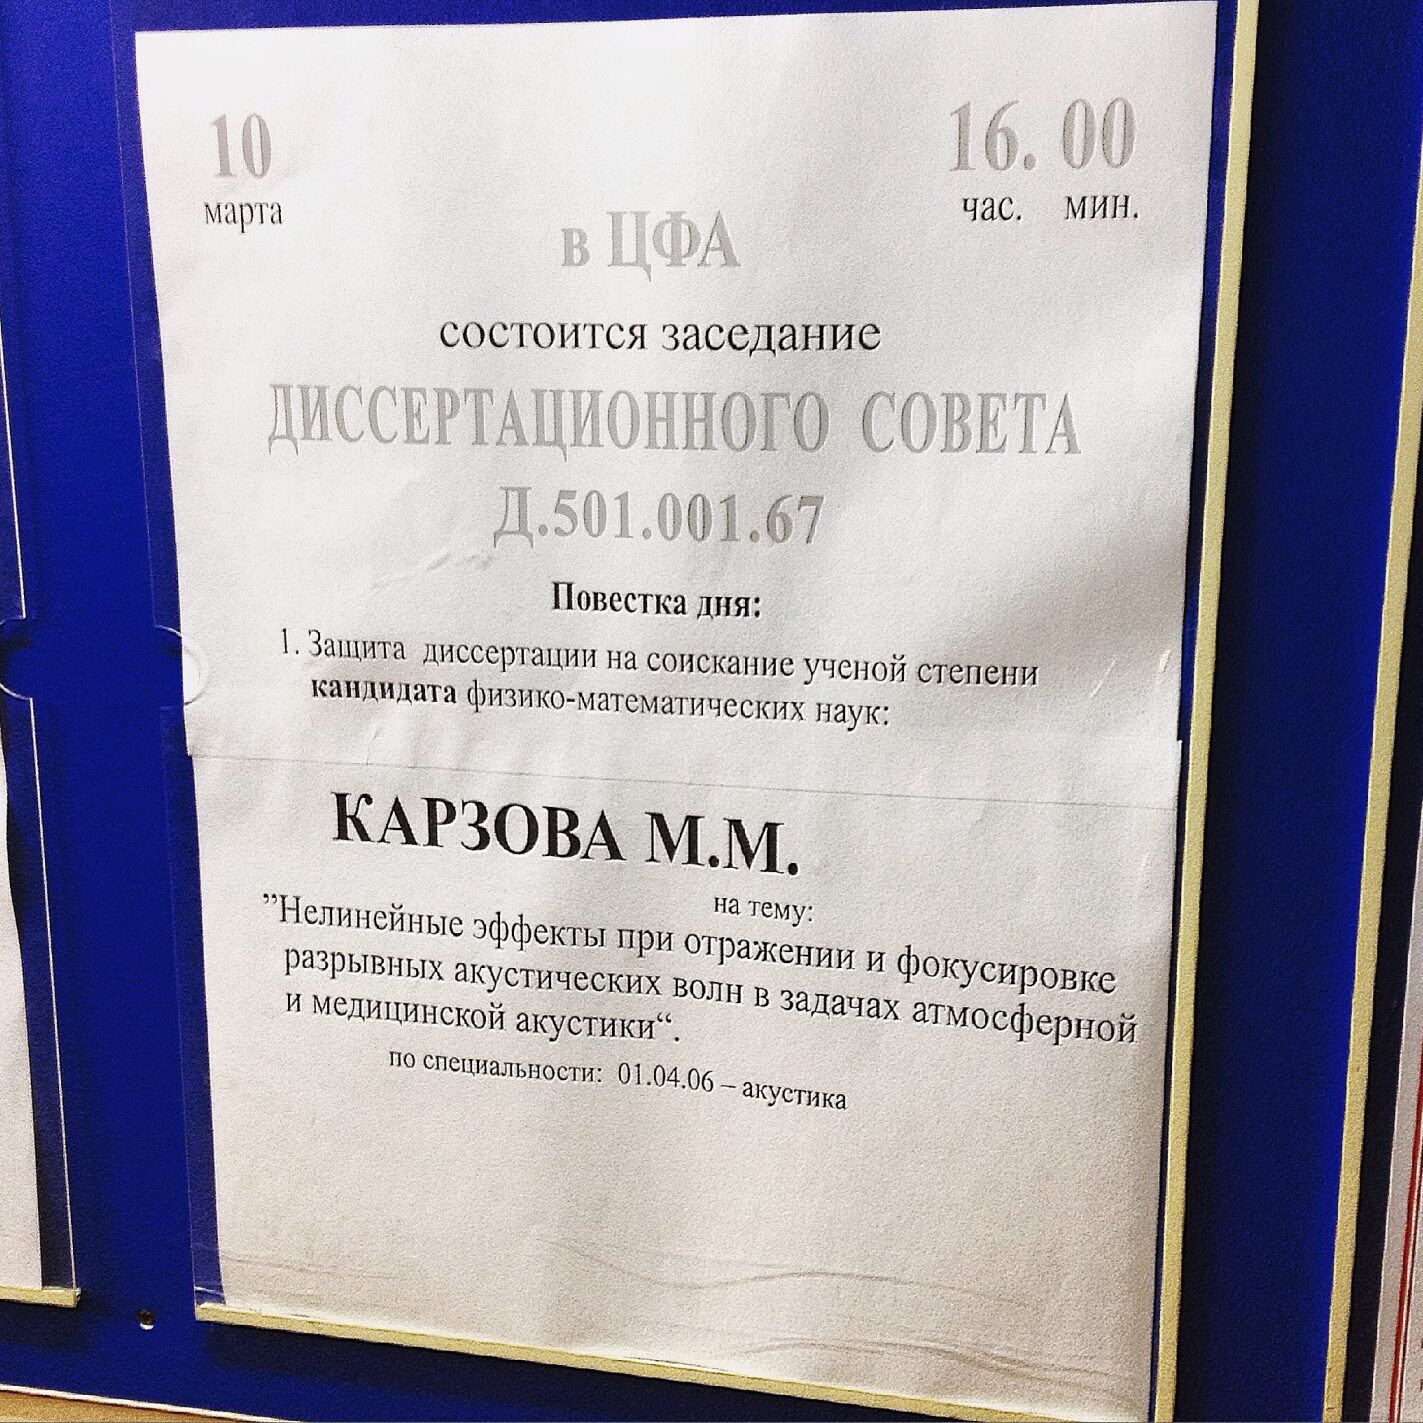 10
марта
16. 00
час. мин.
в ЦФА
состоится заседание
ДИССЕРТАЦИОННОГО СОВЕТА
Д.501.001.67
Повестка дня:
1. Защита диссертации на соискание ученой степени
кандидата физико-математических наук:
КАРЗОВА М.М.
на тему:
”Нелинейные эффекты при отражении и фокусировке
разрывных акустических волн в задачах атмосферной
и медицинской акустики“.
по специальности: 01.04.06 – акустика